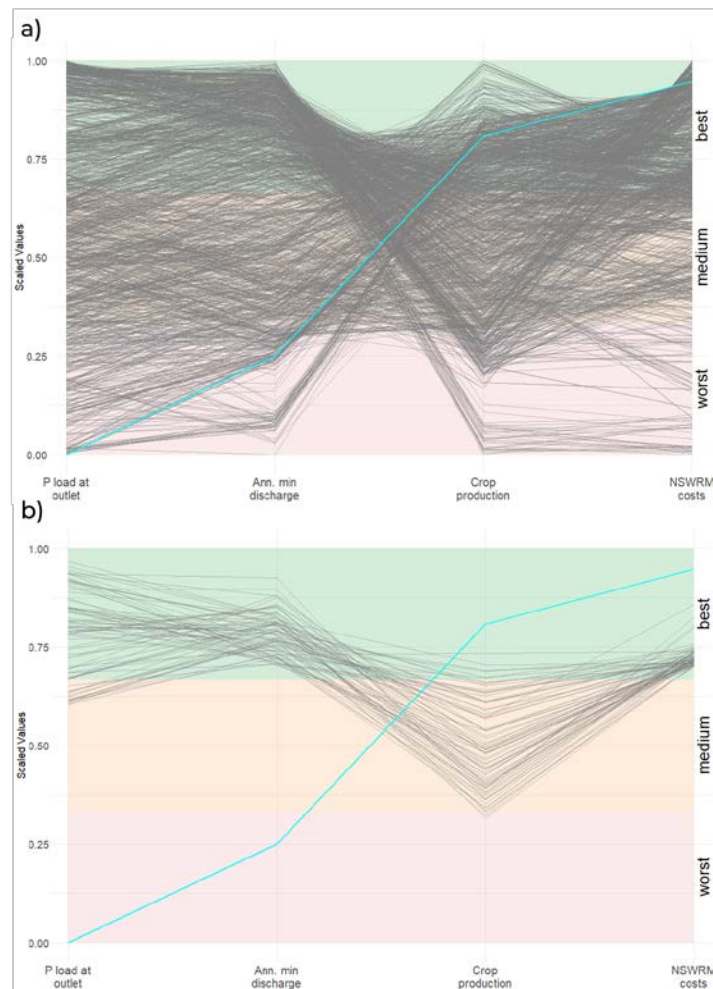 a)
1.00
0.75
0.50
0.25
0.00
Scaled Values
best
medium
worst
P load at
outlet
Ann. min
discharge
Crop
production
NSWRM
costs
b)
1.00
0.75
0.50
0.25
0.00
Scaled Values
best
medium
worst
P load at
outlet
Ann. min
discharge
Crop
production
NSWRM
costs